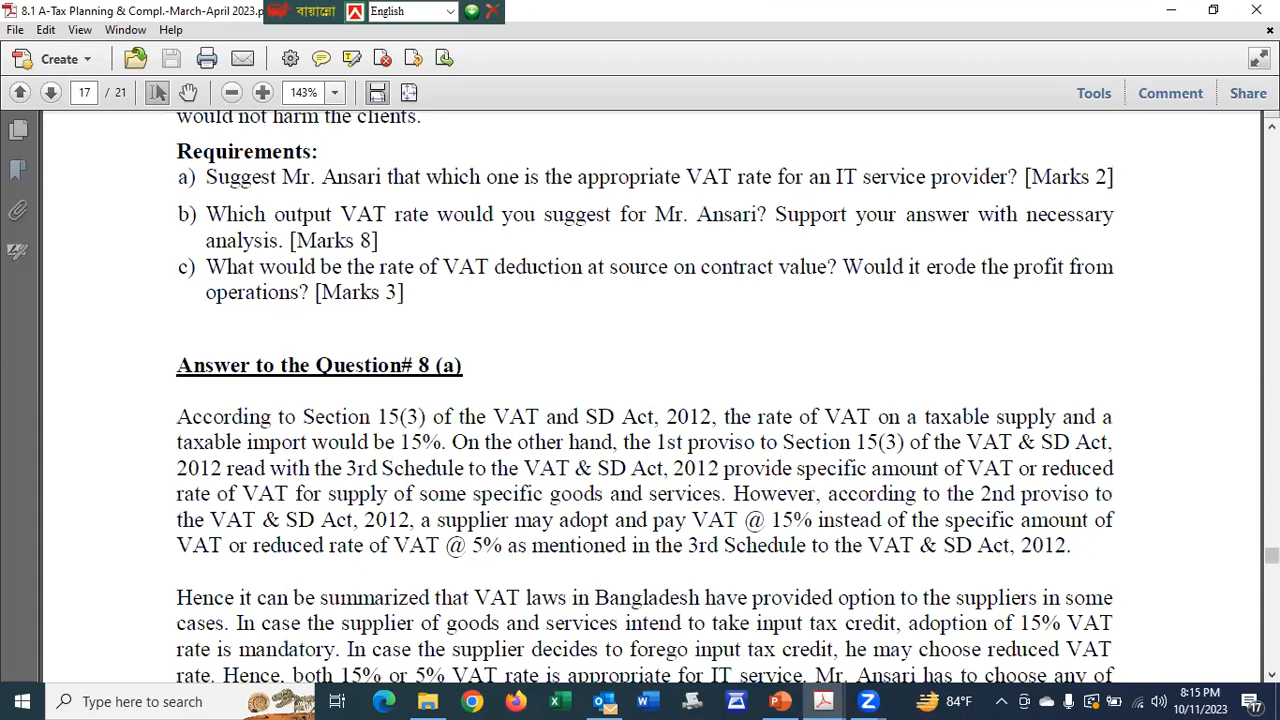 8.1 A-Tax Planning & Compl.-March-April 2023.p
বায়ান্নো
English
File Edit View Window Help
Create
17 / 21
143%
Tools Comment Share
would not harm the clients.
Requirements:
a) Suggest Mr. Ansari that which one is the appropriate VAT rate for an IT service provider? [Marks 2]
b) Which output VAT rate would you suggest for Mr. Ansari? Support your answer with necessary
analysis. [Marks 8]
c) What would be the rate of VAT deduction at source on contract value? Would it erode the profit from
operations? [Marks 3]
Answer to the Question# 8 (a)
According to Section 15(3) of the VAT and SD Act, 2012, the rate of VAT on a taxable supply and a
taxable import would be 15%. On the other hand, the 1st proviso to Section 15(3) of the VAT & SD Act,
2012 read with the 3rd Schedule to the VAT & SD Act, 2012 provide specific amount of VAT or reduced
rate of VAT for supply of some specific goods and services. However, according to the 2nd proviso to
the VAT & SD Act, 2012, a supplier may adopt and pay VAT @ 15% instead of the specific amount of
VAT or reduced rate of VAT @ 5% as mentioned in the 3rd Schedule to the VAT & SD Act, 2012.
Hence it can be summarized that VAT laws in Bangladesh have provided option to the suppliers in some
cases. In case the supplier of goods and services intend to take input tax credit, adoption of 15% VAT
rate is mandatory. In case the supplier decides to forego input tax credit, he may choose reduced VAT
rate. Hence, both 15% or 5% VAT rate is appropriate for IT service. Mr. Ansari has to choose any of
Type here to search
84°F
8:15 PM
10/11/2023
17